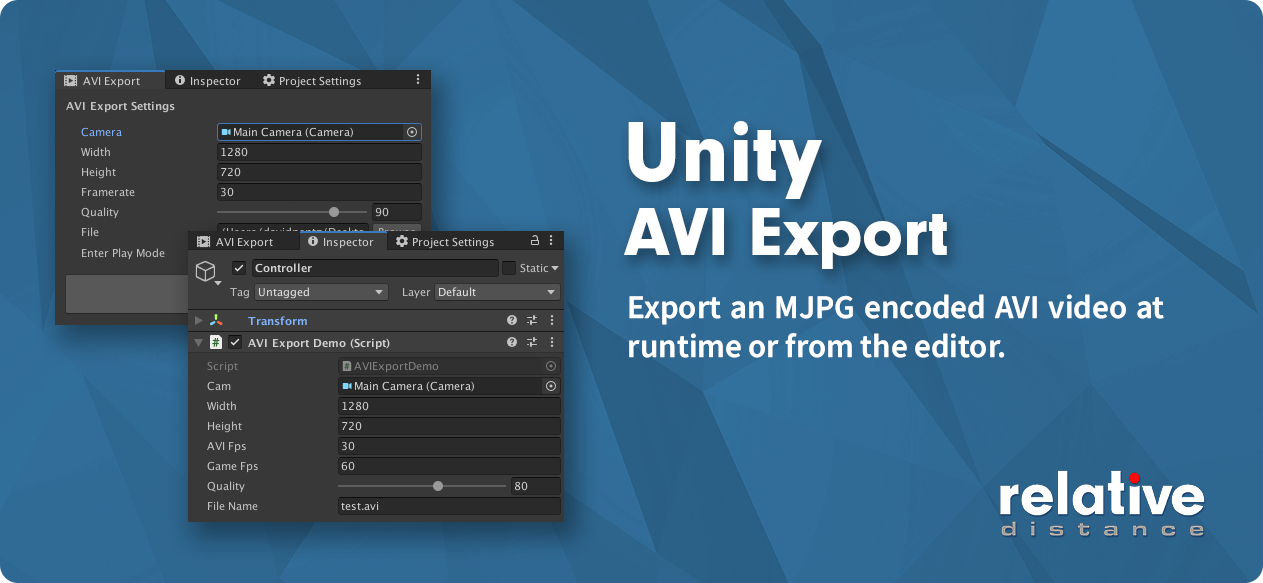 AVI Export Inspector Project Settings
AVI Export Settings
Camera Main Camera (Camera)
Width 1280
Height 720
Framerate 30
Quality 90
File
Enter Play Mode
AVI Export Inspector Project Settings
Controller Static
Tag Untagged Layer Default
Transform
# AVI Export Demo (Script)
Script # AVIExportDemo
Cam Main Camera (Camera)
Width 1280
Height 720
AVI Fps 30
Game Fps 60
Quality 80
File Name test.avi
Unity
AVI Export
Export an MJPG encoded AVI video at
runtime or from the editor.
relative
distance